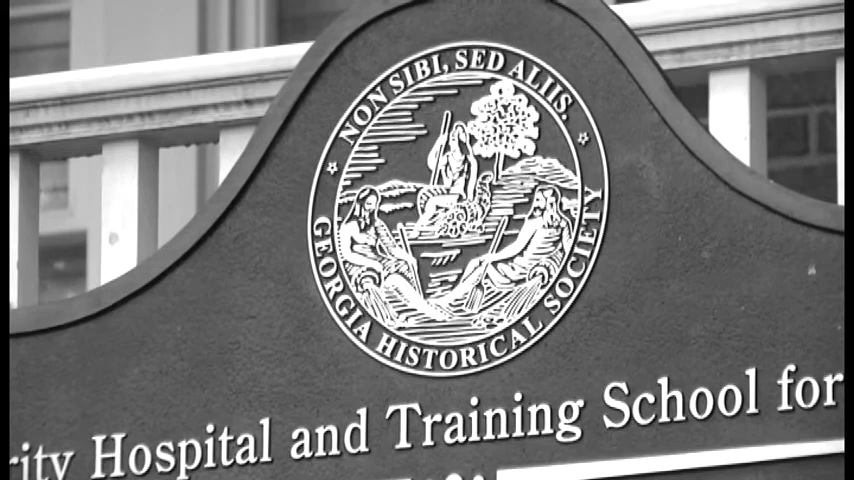 NON SIBI, SED ALIIS.
GEORGIA HISTORICAL SOCIETY
rity Hospital and Training School for